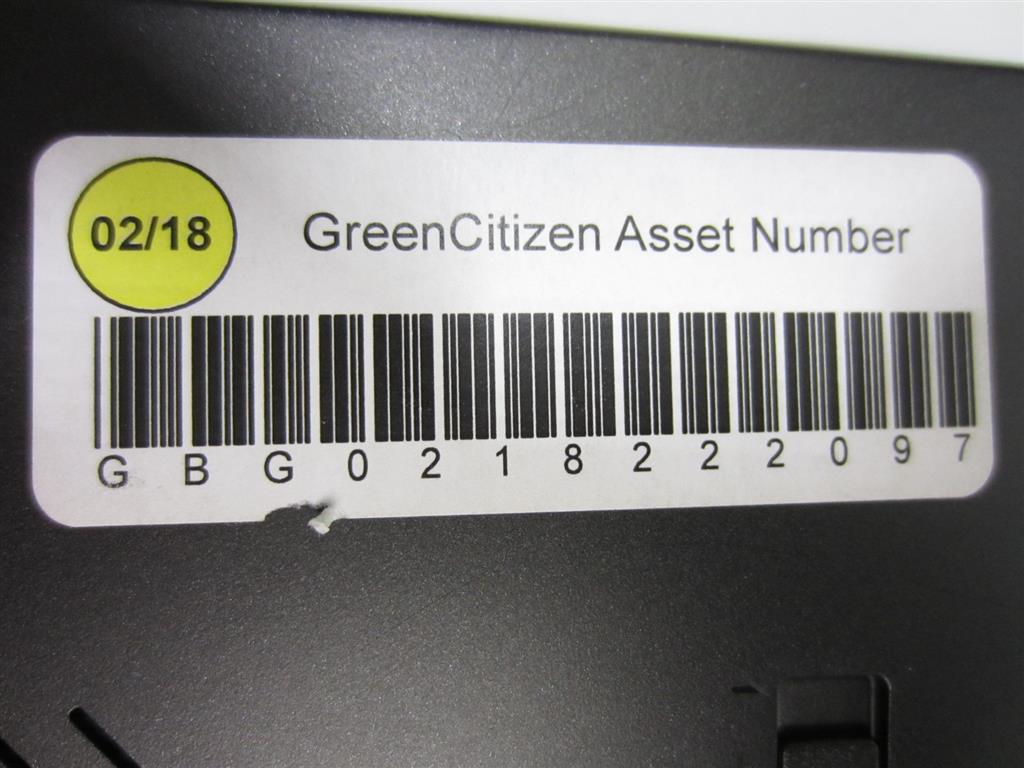 02/18
GreenCitizen Asset Number
G B G 0 2 1 8 2 2 2 0 9 7